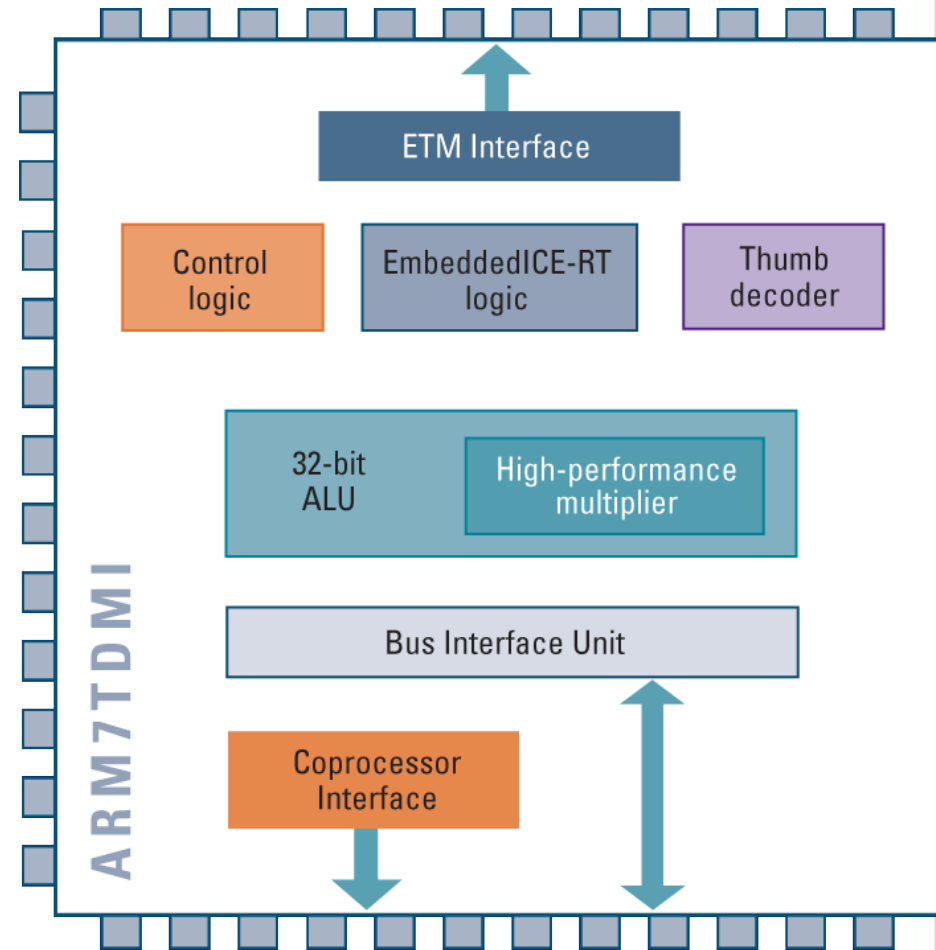 ETM Interface
Control
logic
EmbeddedICE-RT
logic
Thumb
decoder
32-bit
ALU
High-performance
multiplier
Bus Interface Unit
Coprocessor
Interface
ARM7TDMI